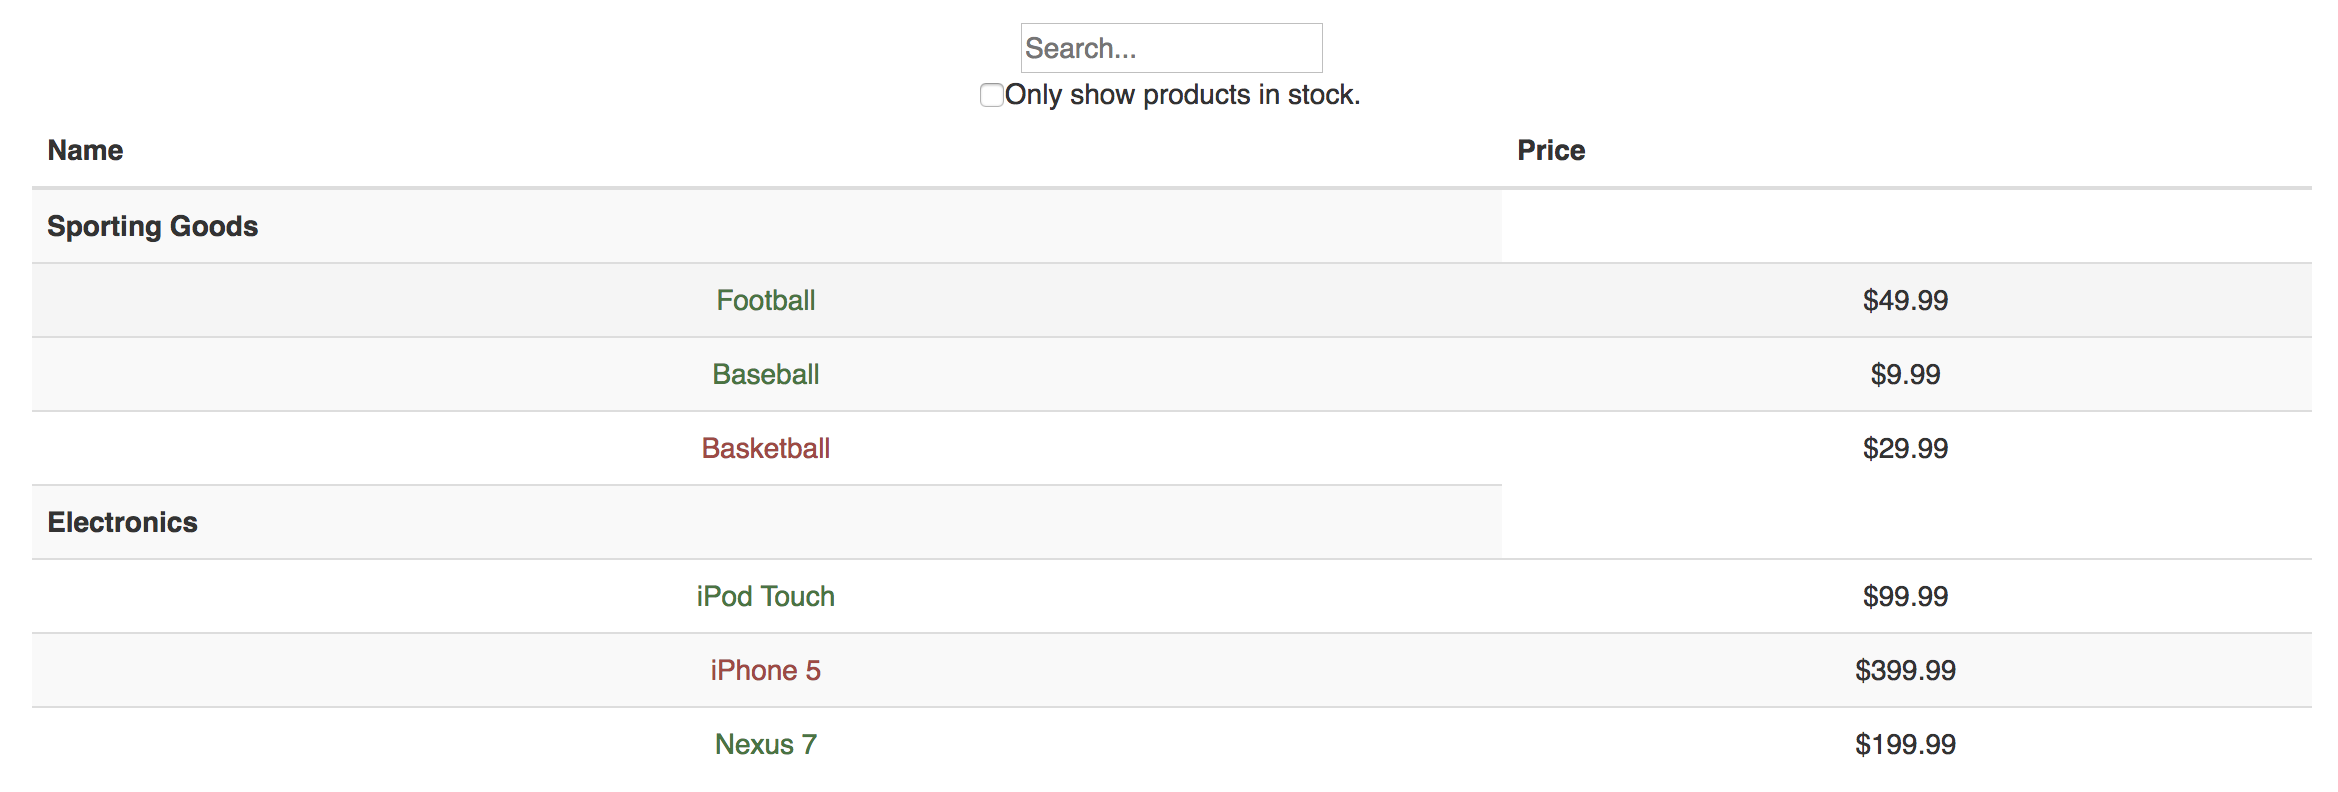 Search...
Only show products in stock.
Name Price
Sporting Goods
Football $49.99
Baseball $9.99
Basketball $29.99
Electronics
iPod Touch $99.99
iPhone 5 $399.99
Nexus 7 $199.99